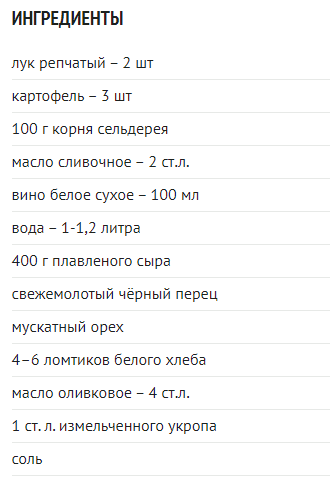 ИНГРЕДИЕНТЫ
лук репчатый – 2 шт
картофель – 3 шт
100 г корня сельдерея
масло сливочное – 2 ст.л.
вино белое сухое – 100 мл
вода – 1-1,2 литра
400 г плавленого сыра
свежемолотый чёрный перец
мускатный орех
4–6 ломтиков белого хлеба
масло оливковое – 4 ст.л.
1 ст. л. измельченного укропа
соль